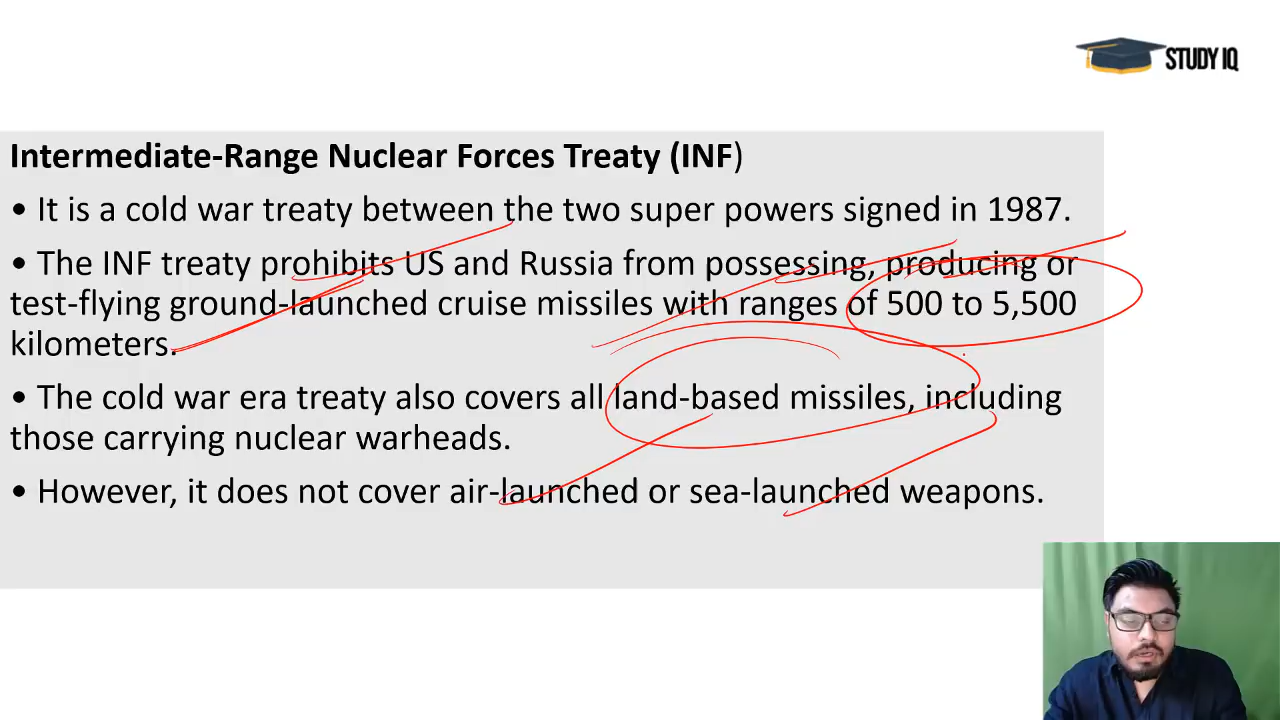 STUDY IQ
Intermediate-Range Nuclear Forces Treaty (INF)
• It is a cold war treaty between the two super powers signed in 1987.
• The INF treaty prohibits US and Russia from possessing, producing or
test-flying ground-launched cruise missiles with ranges of 500 to 5,500
kilometers.
• The cold war era treaty also covers all land-based missiles, including
those carrying nuclear warheads.
• However, it does not cover air-launched or sea-launched weapons.